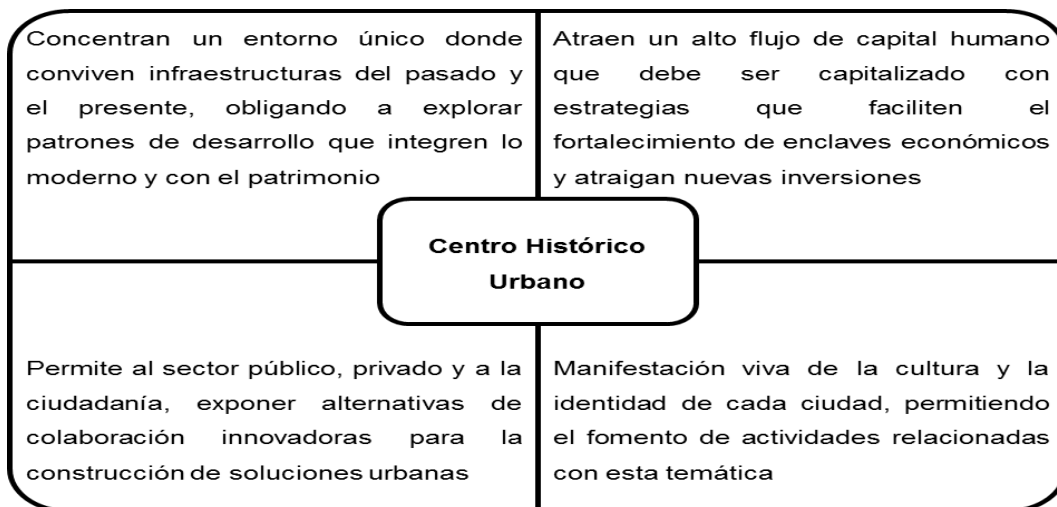 Concentran un entorno único donde
conviven infraestructuras del pasado y
el presente, obligando a explorar
patrones de desarrollo que integren lo
moderno y con el patrimonio
Atraen un alto flujo de capital humano
que debe ser capitalizado con
estrategias que faciliten el
fortalecimiento de enclaves económicos
y atraigan nuevas inversiones
Centro Histórico
Urbano
Permite al sector público, privado y a la
ciudadanía, exponer alternativas de
colaboración innovadoras para la
construcción de soluciones urbanas
Manifestación viva de la cultura y la
identidad de cada ciudad, permitiendo
el fomento de actividades relacionadas
con esta temática